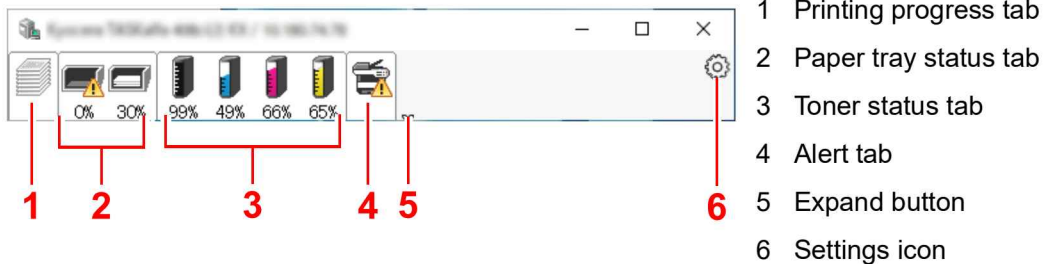 0% 30% 99% 49% 66% 65%
1 2 3 4 5 6
1 Printing progress tab
2 Paper tray status tab
3 Toner status tab
4 Alert tab
5 Expand button
6 Settings icon